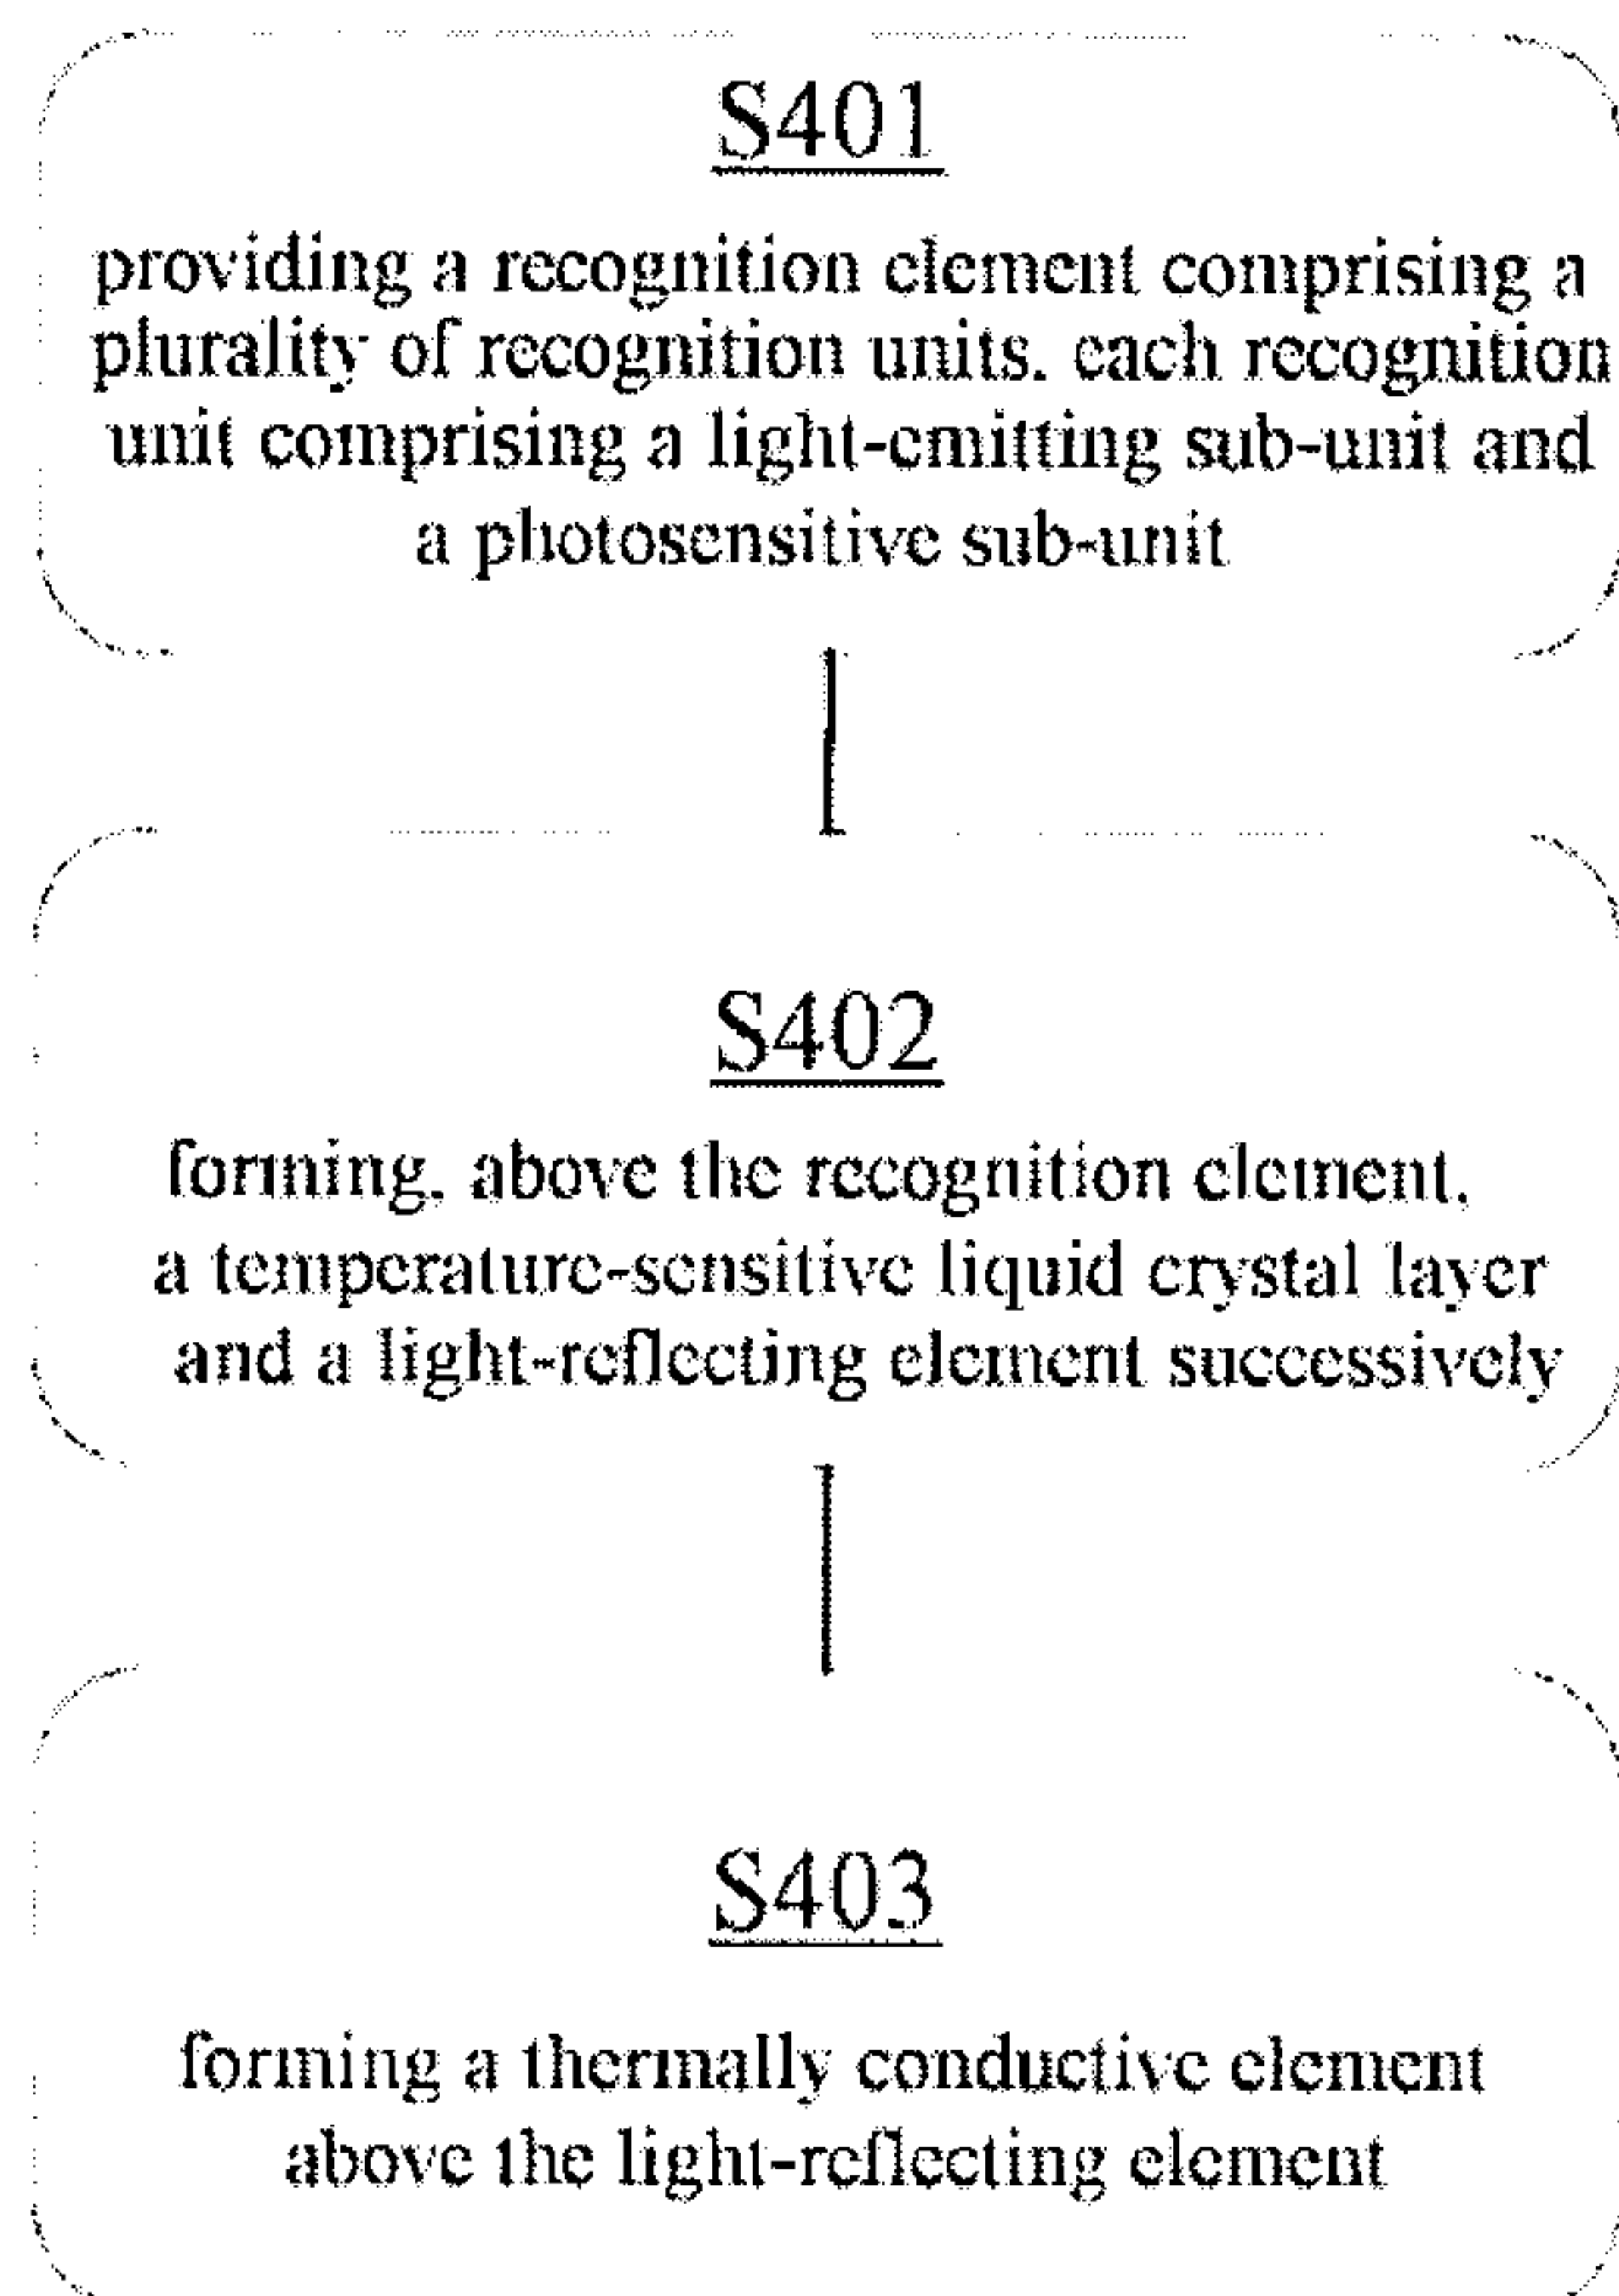 S401
providing a recognition element comprising a
plurality of recognition units, each recognition
unit comprising a light-emitting sub-unit and
a photosensitive sub-unit
S402
forming, above the recognition element,
a temperature-sensitive liquid crystal layer
and a light-reflecting element successively
S403
forming a thermally conductive element
above the light-reflecting element